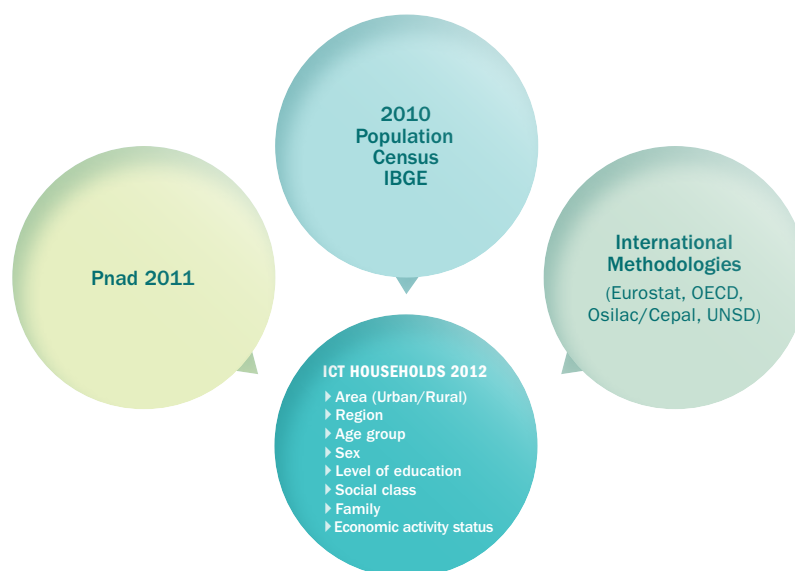 2010
Population
Census
IBGE
Pnad 2011
International
Methodologies
(Eurostat, OECD,
Osilac/Cepal, UNSD)
ICT HOUSEHOLDS 2012
Area (Urban/Rural)
Region
Age group
Sex
Level of education
Social class
Family
Economic activity status